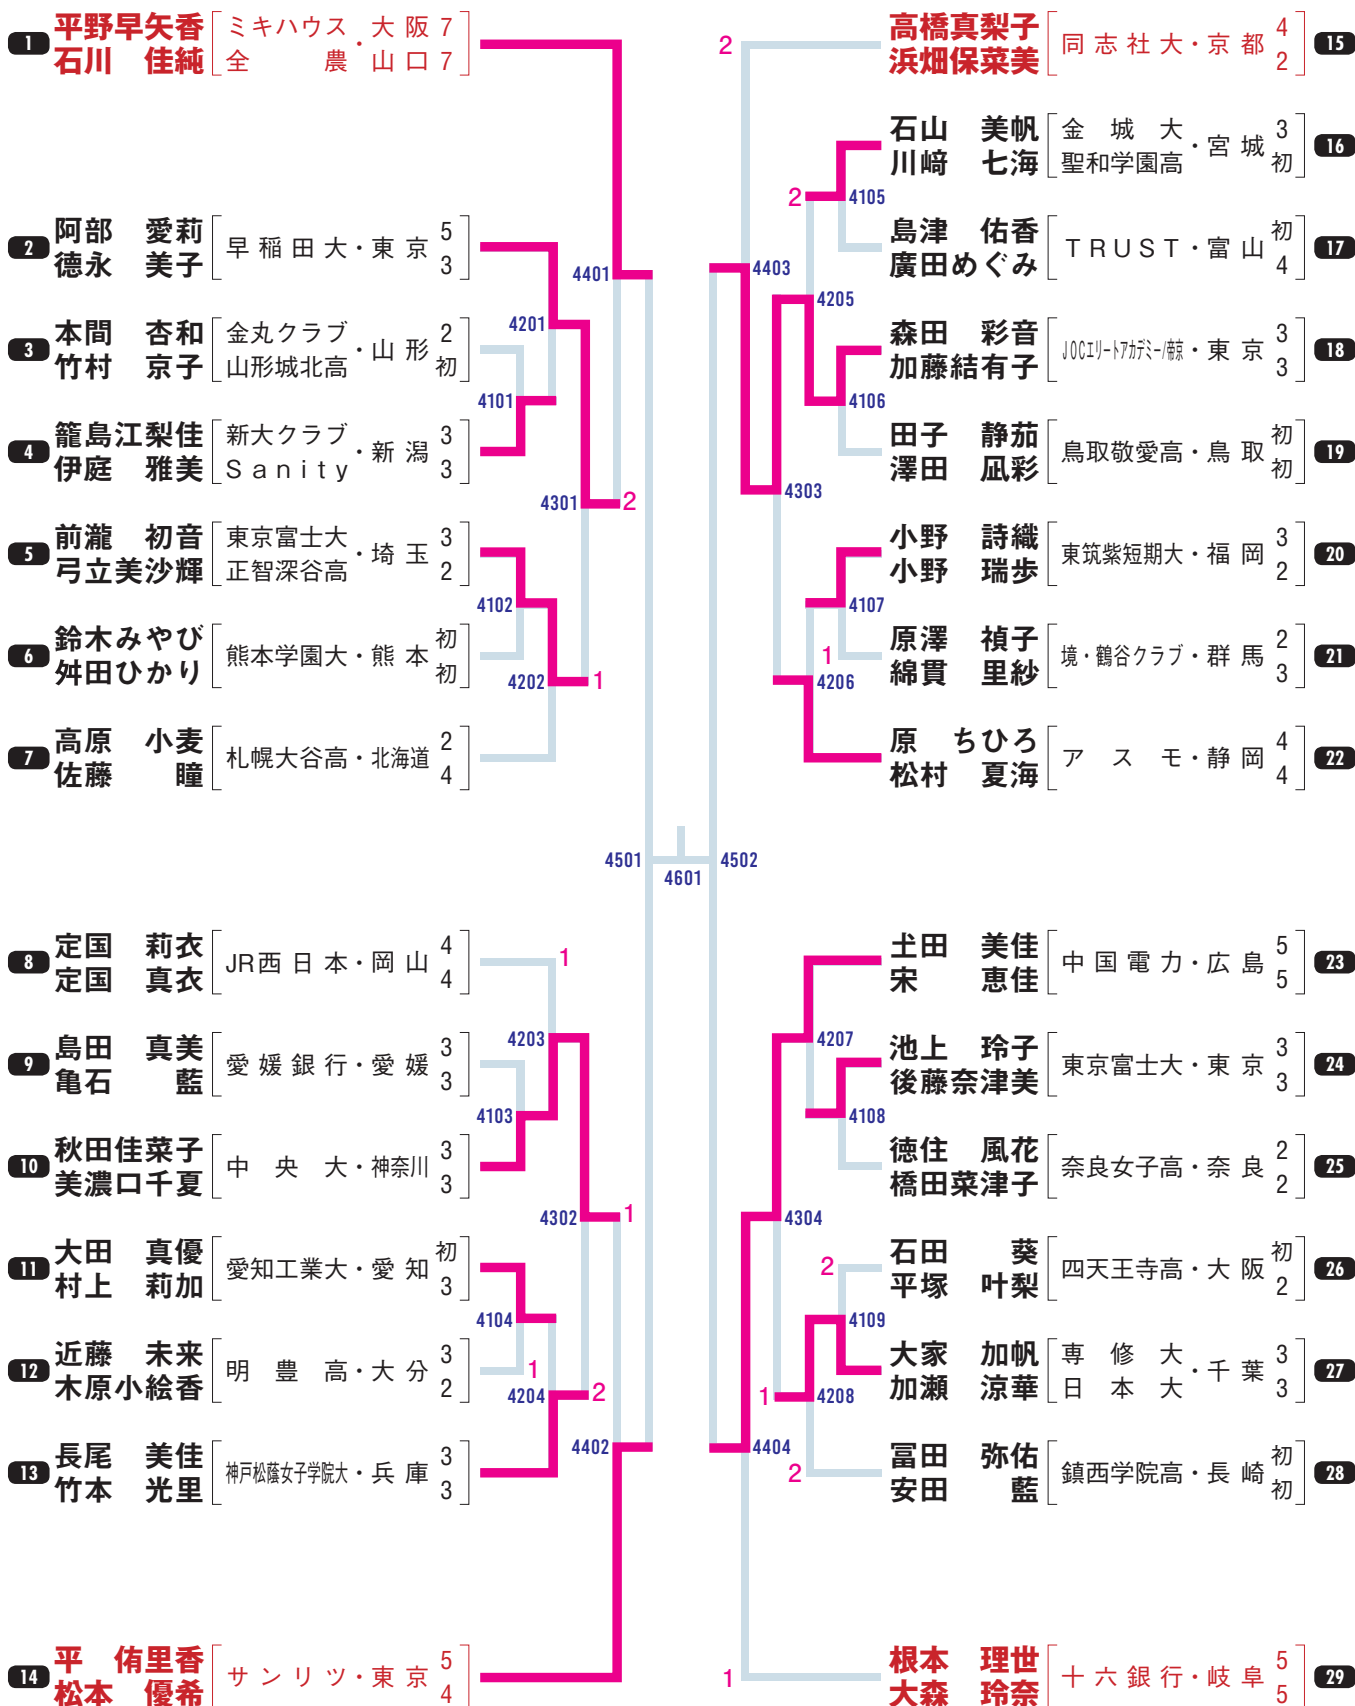 1 平野早矢香 ミキハウス・大阪 7
石川 佳純 全農 山口 7
2 阿部 愛莉 早稲田大・東京 5
德永 美子 3
3 本間 杏和 金丸クラブ・山形 2
竹村 京子 山形城北高 初
4 籠島江梨佳 新大クラブ・新潟 3
伊庭 雅美 Sanity 3
5 前瀧 初音 東京富士大・埼玉 3
弓立美沙輝 正智深谷高 2
6 鈴木みやび 熊本学園大・熊本 初
舛田ひかり 初
7 高原 小麦 札幌大谷高・北海道 2
佐藤 瞳 4
8 定国 莉衣 JR西日本・岡山 4
定国 真衣 4
9 島田 真美 愛媛銀行・愛媛 3
亀石 藍 3
10 秋田佳菜子 中央大・神奈川 3
美濃口千夏 3
11 大田 真優 愛知工業大・愛知 初
村上 莉加 3
12 近藤 未来 明豊高・大分 3
木原小絵香 2
13 長尾 美佳 神戸松蔭女子学院大・兵庫 3
竹本 光里 3
14 平 侑里香 サンリツ・東京 5
松本 優希 4
4401
4201
4101
4301 2
4102
4202 1
4501
4601
4502
1
4203
4103
4302 1
4104
1
4204 2
4402
2
4105
2
4403
4205
4106
4303
4107
1
4206
4207
4108
4304
2
4109
1 4208
4404
2
1
高橋真梨子 同志社大・京都 4 15
浜畑保菜美 2
石山 美帆 金城大・宮城 3 16
川﨑 七海 聖和学園高 初
島津 佑香 TRUST・富山 初 17
廣田めぐみ 4
森田 彩音 JOCエリートアカデミー/帝京・東京 3 18
加藤結有子 3
田子 静茄 鳥取敬愛高・鳥取 初 19
澤田 凪彩 初
小野 詩織 東筑紫短期大・福岡 3 20
小野 瑞歩 2
原澤 禎子 境・鶴谷クラブ・群馬 2 21
綿貫 里紗 3
原 ちひろ アスモ・静岡 4 22
松村 夏海 4
土田 美佳 中国電力・広島 5 23
宋 恵佳 5
池上 玲子 東京富士大・東京 3 24
後藤奈津美 3
徳住 風花 奈良女子高・奈良 2 25
橋田菜津子 2
石田 葵 四天王寺高・大阪 初 26
平塚 叶梨 2
大家 加帆 専修大・千葉 3 27
加瀬 涼華 日本大 3
冨田 弥佑 鎮西学院高・長崎 初 28
安田 藍 初
根本 理世 十六銀行・岐阜 5 29
大森 玲奈 5